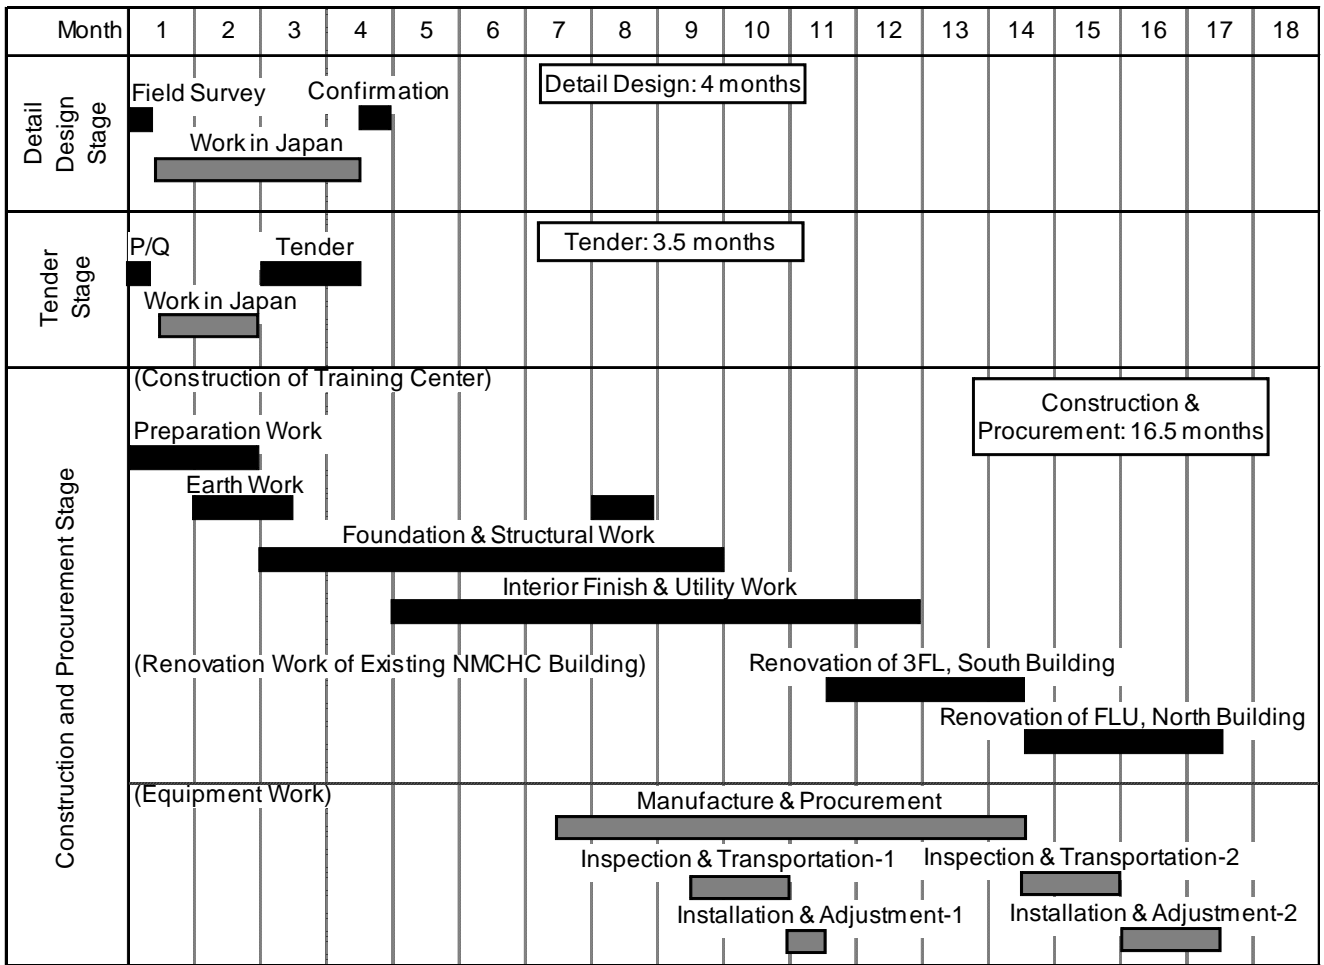 Month 1 2 3 4 5 6 7 8 9 10 11 12 13 14 15 16 17 18
Detail
Design
Stage
Field Survey
Confirmation
Work in Japan
Detail Design: 4 months
Tender
Stage
P/Q
Tender
Work in Japan
Tender: 3.5 months
Construction and Procurement Stage
(Construction of Training Center)
Construction &
Procurement: 16.5 months
Preparation Work
Earth Work
Foundation & Structural Work
Interior Finish & Utility Work
(Renovation Work of Existing NMCHC Building)
Renovation of 3FL, South Building
Renovation of FLU, North Building
(Equipment Work)
Manufacture & Procurement
Inspection & Transportation-1
Inspection & Transportation-2
Installation & Adjustment-1
Installation & Adjustment-2